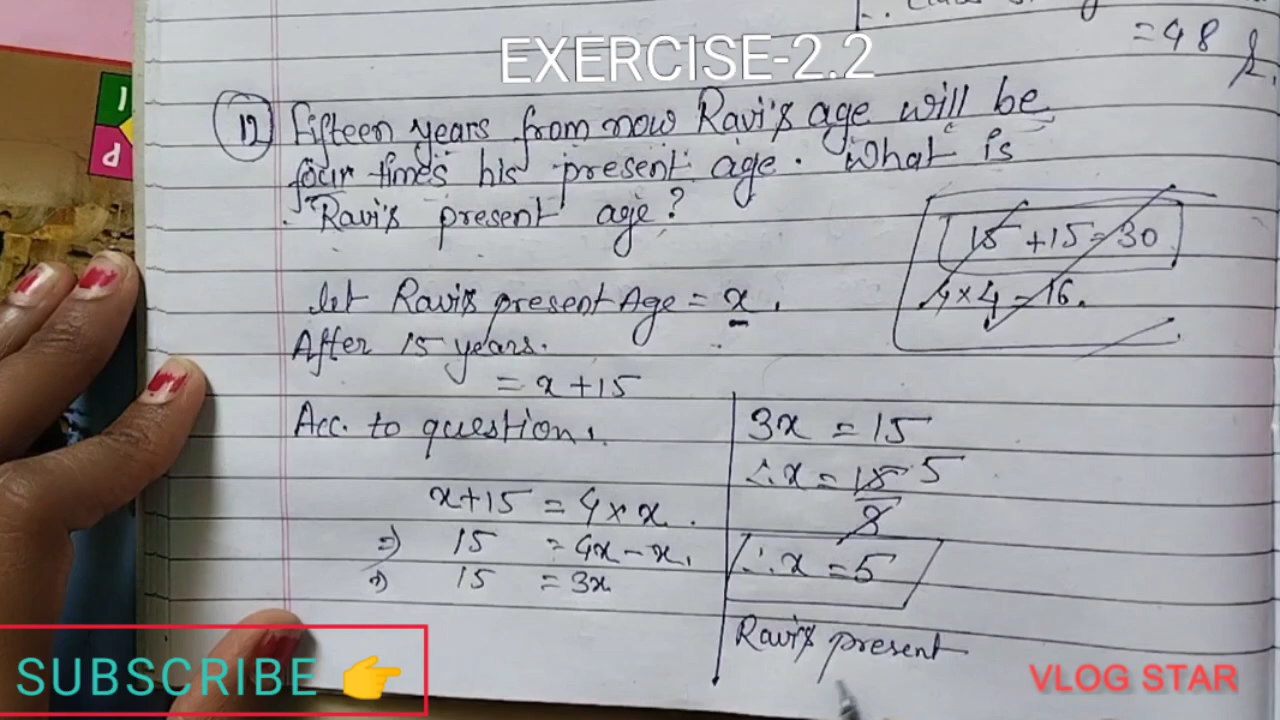 = 48
EXERCISE-2.2
12 Fifteen years from now Ravi's age will be
four times his present age. What is
Ravi's present age?
15 + 15 = 30
4 × 4 = 16.
let Ravi's present Age = x.
After 15 years.
= x + 15
Acc. to question.
x + 15 = 4 × x.
⇒ 15 = 4x - x.
⇒ 15 = 3x
3x = 15
∴ x = 15 5
3
∴ x = 5
Ravi's present
SUBSCRIBE 👉
VLOG STAR